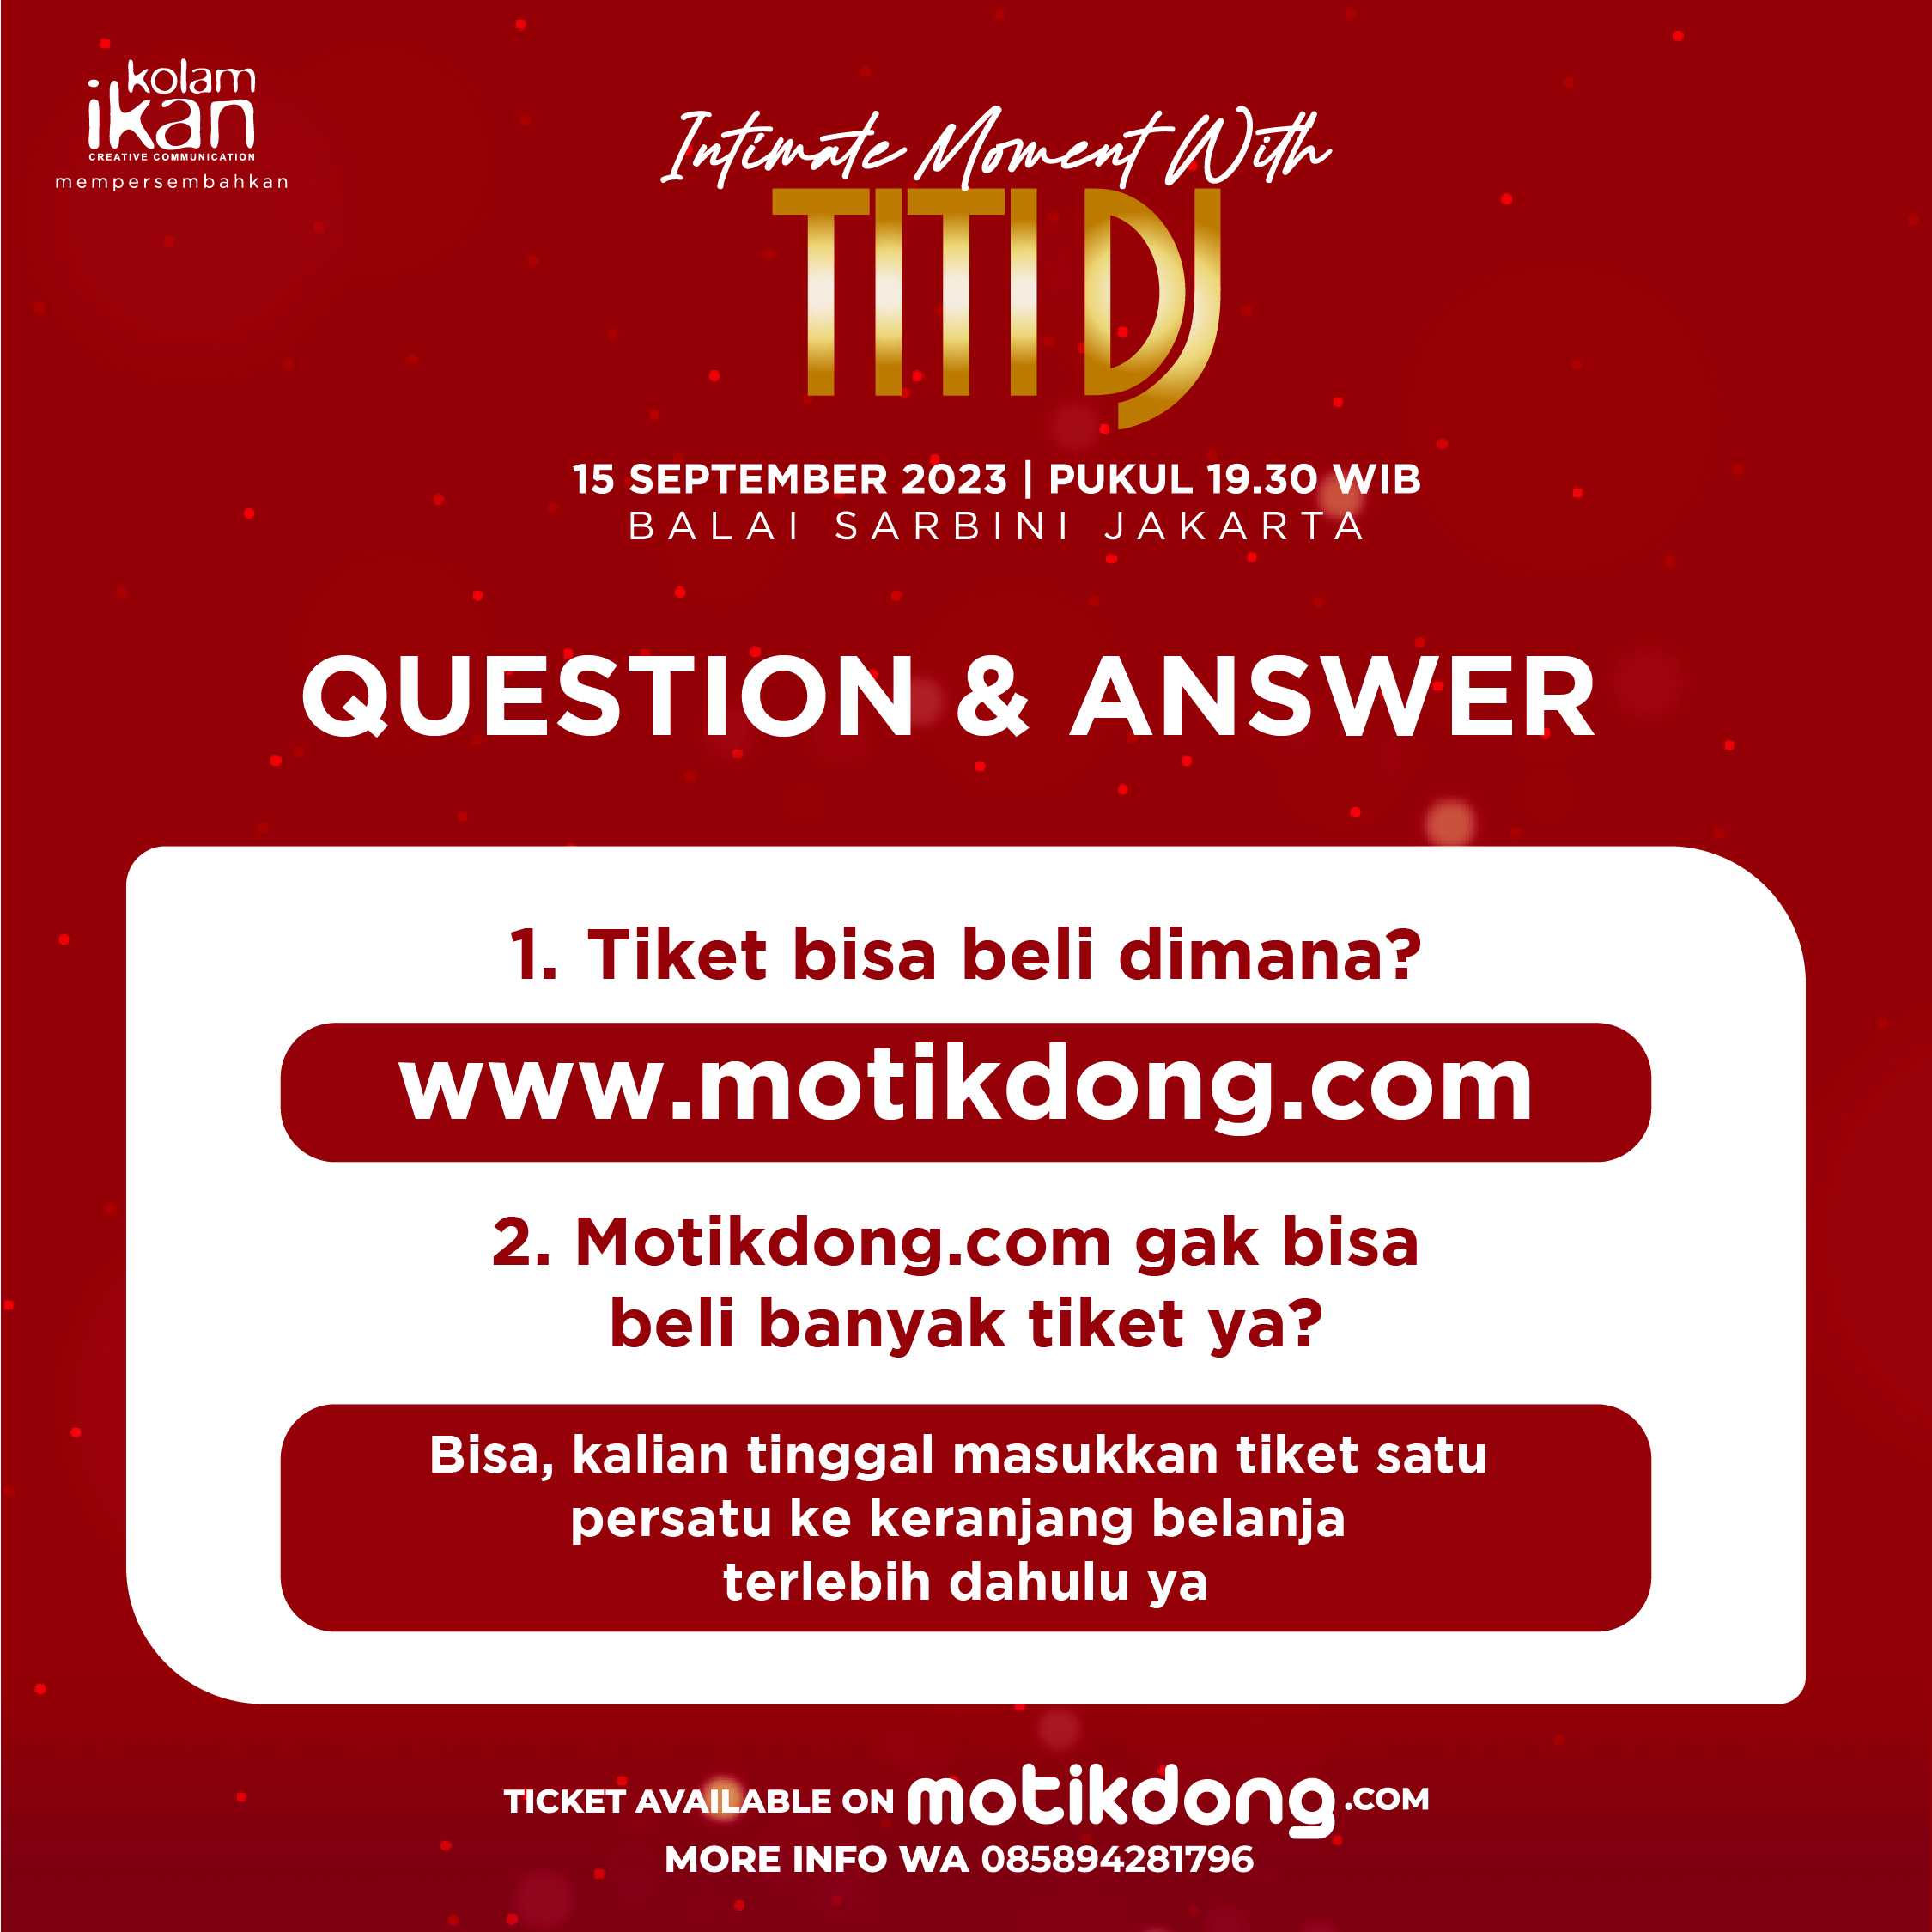 kolam
ikan
CREATIVE COMMUNICATION
mempersembahkan
Intimate Moment With
TITI DJ
15 SEPTEMBER 2023 | PUKUL 19.30 WIB
BALAI SARBINI JAKARTA
QUESTION & ANSWER
1. Tiket bisa beli dimana?
www.motikdong.com
2. Motikdong.com gak bisa
beli banyak tiket ya?
Bisa, kalian tinggal masukkan tiket satu
persatu ke keranjang belanja
terlebih dahulu ya
TICKET AVAILABLE ON motikdong.COM
MORE INFO WA 085894281796